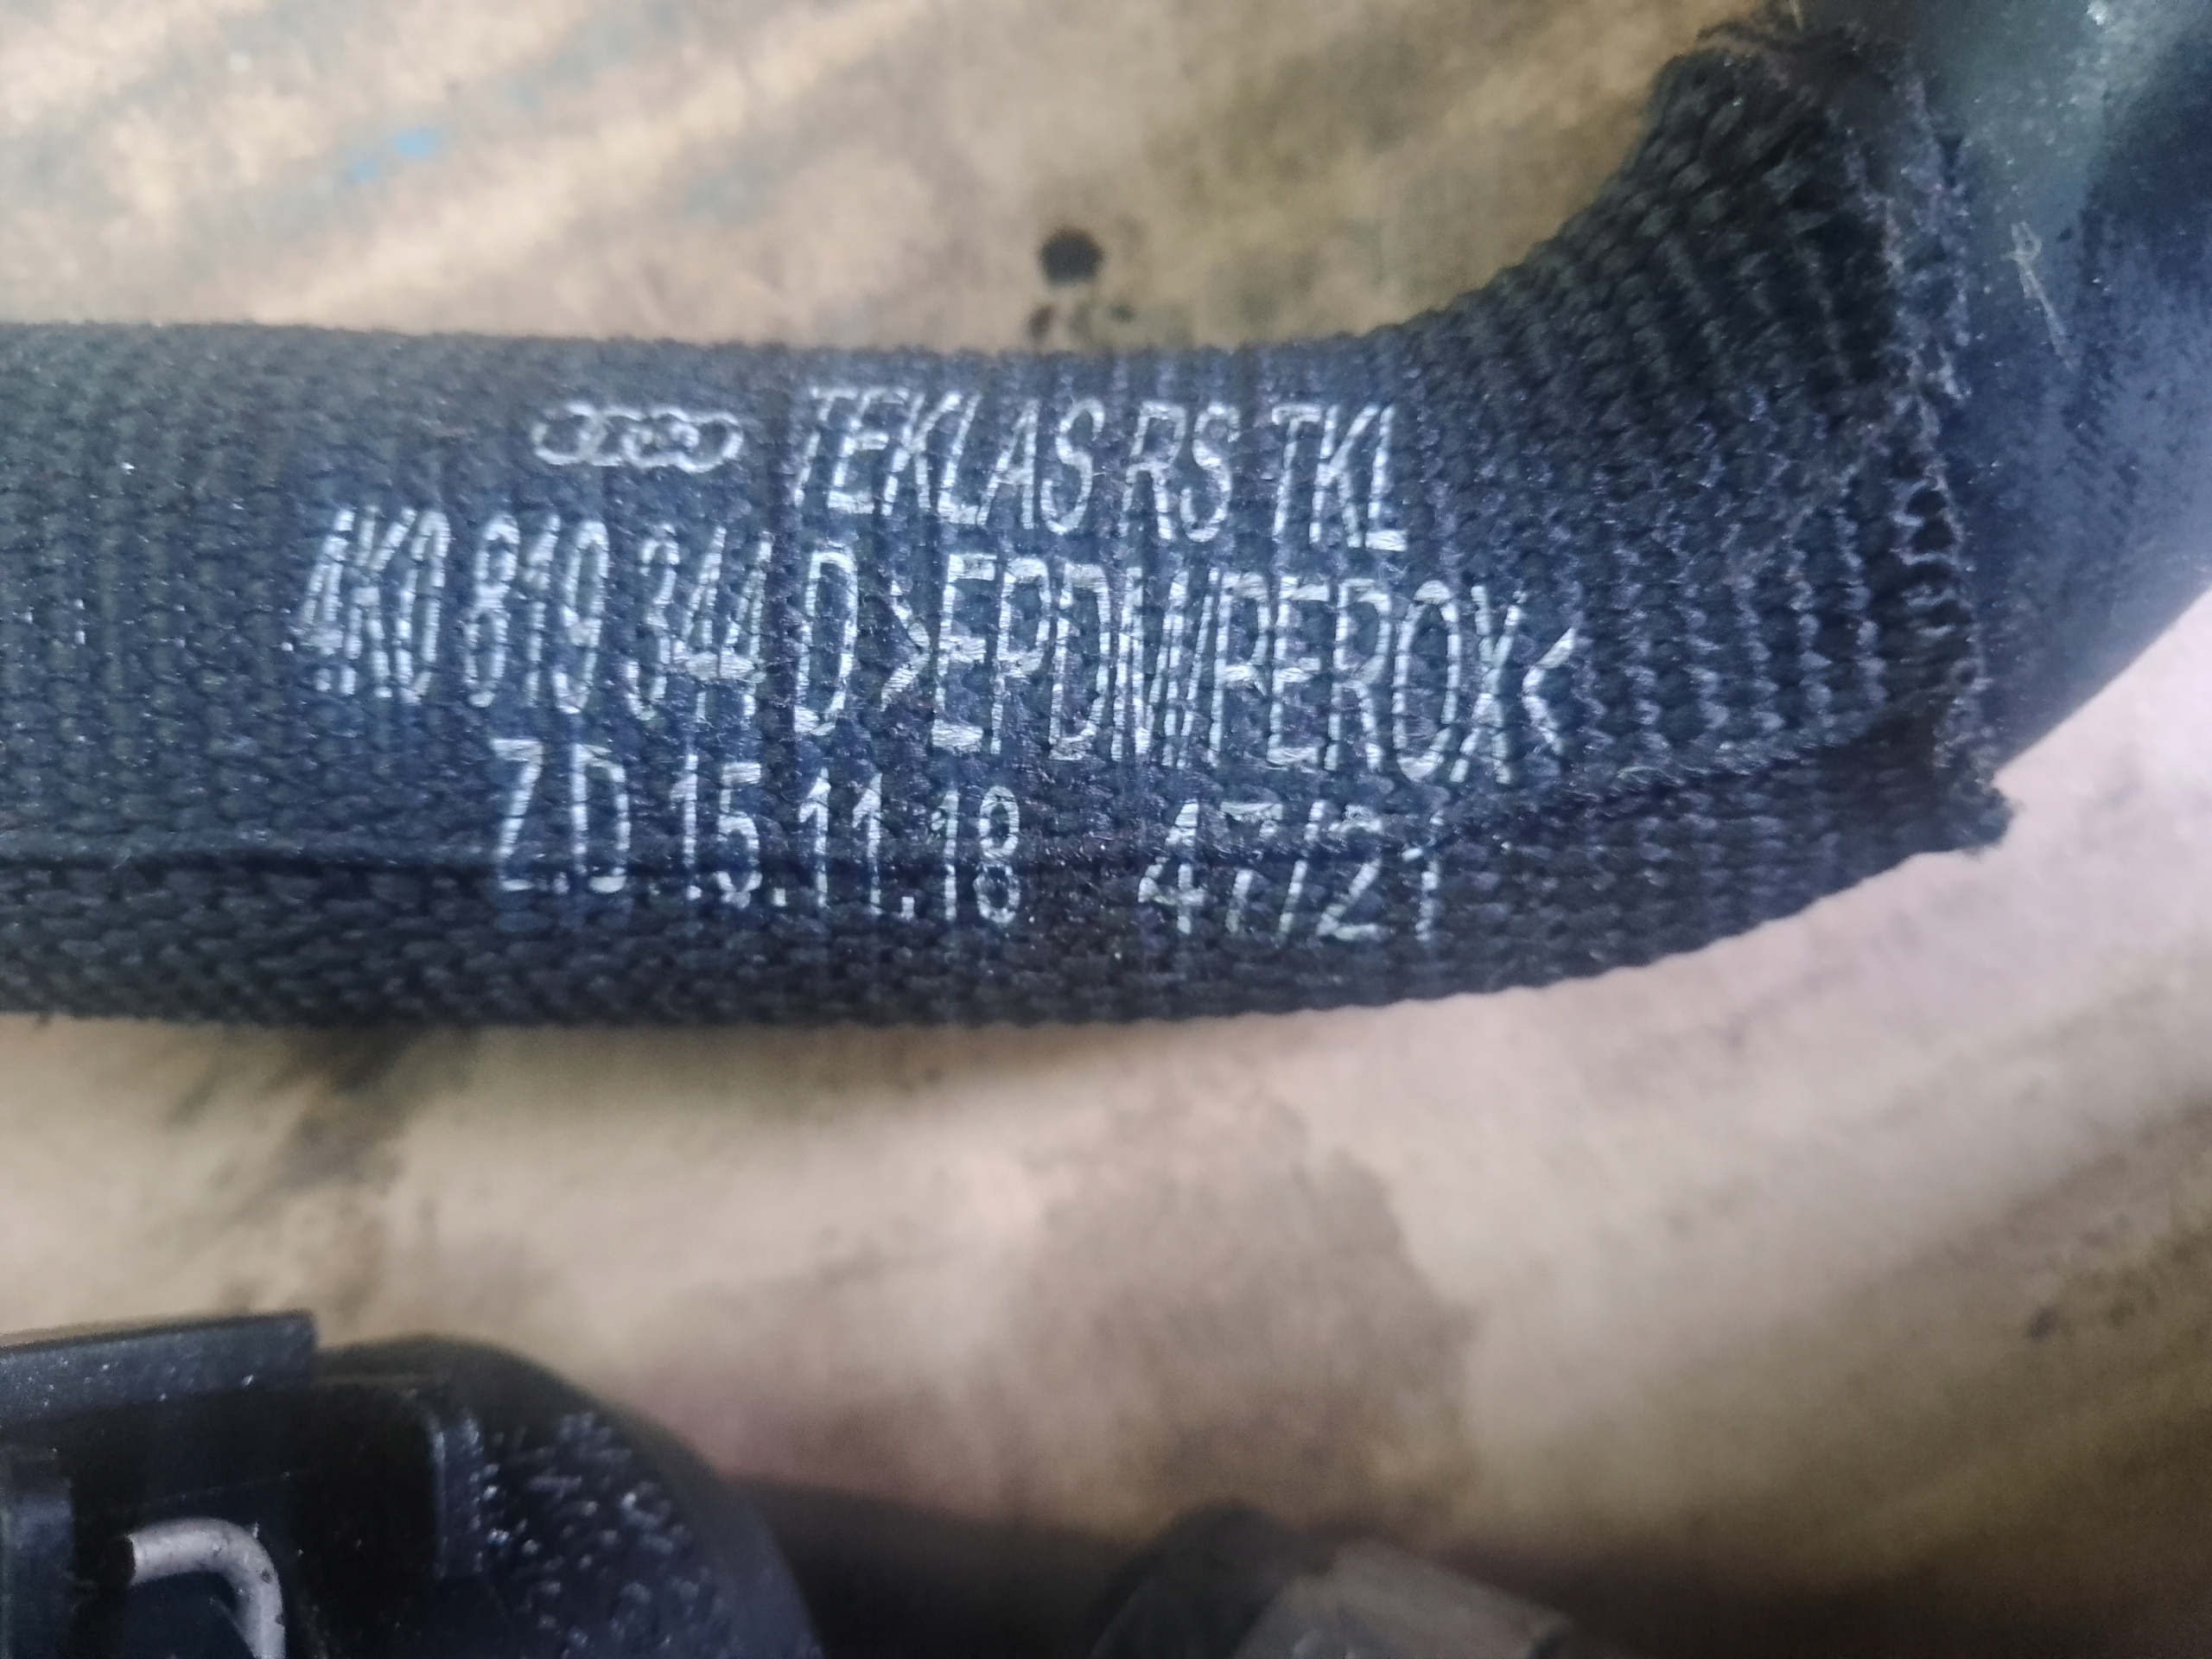 TEKLAS RS TKL
4K0 819 344 D >EPDM/PEROX<
Z.D 15.11.18 47/21